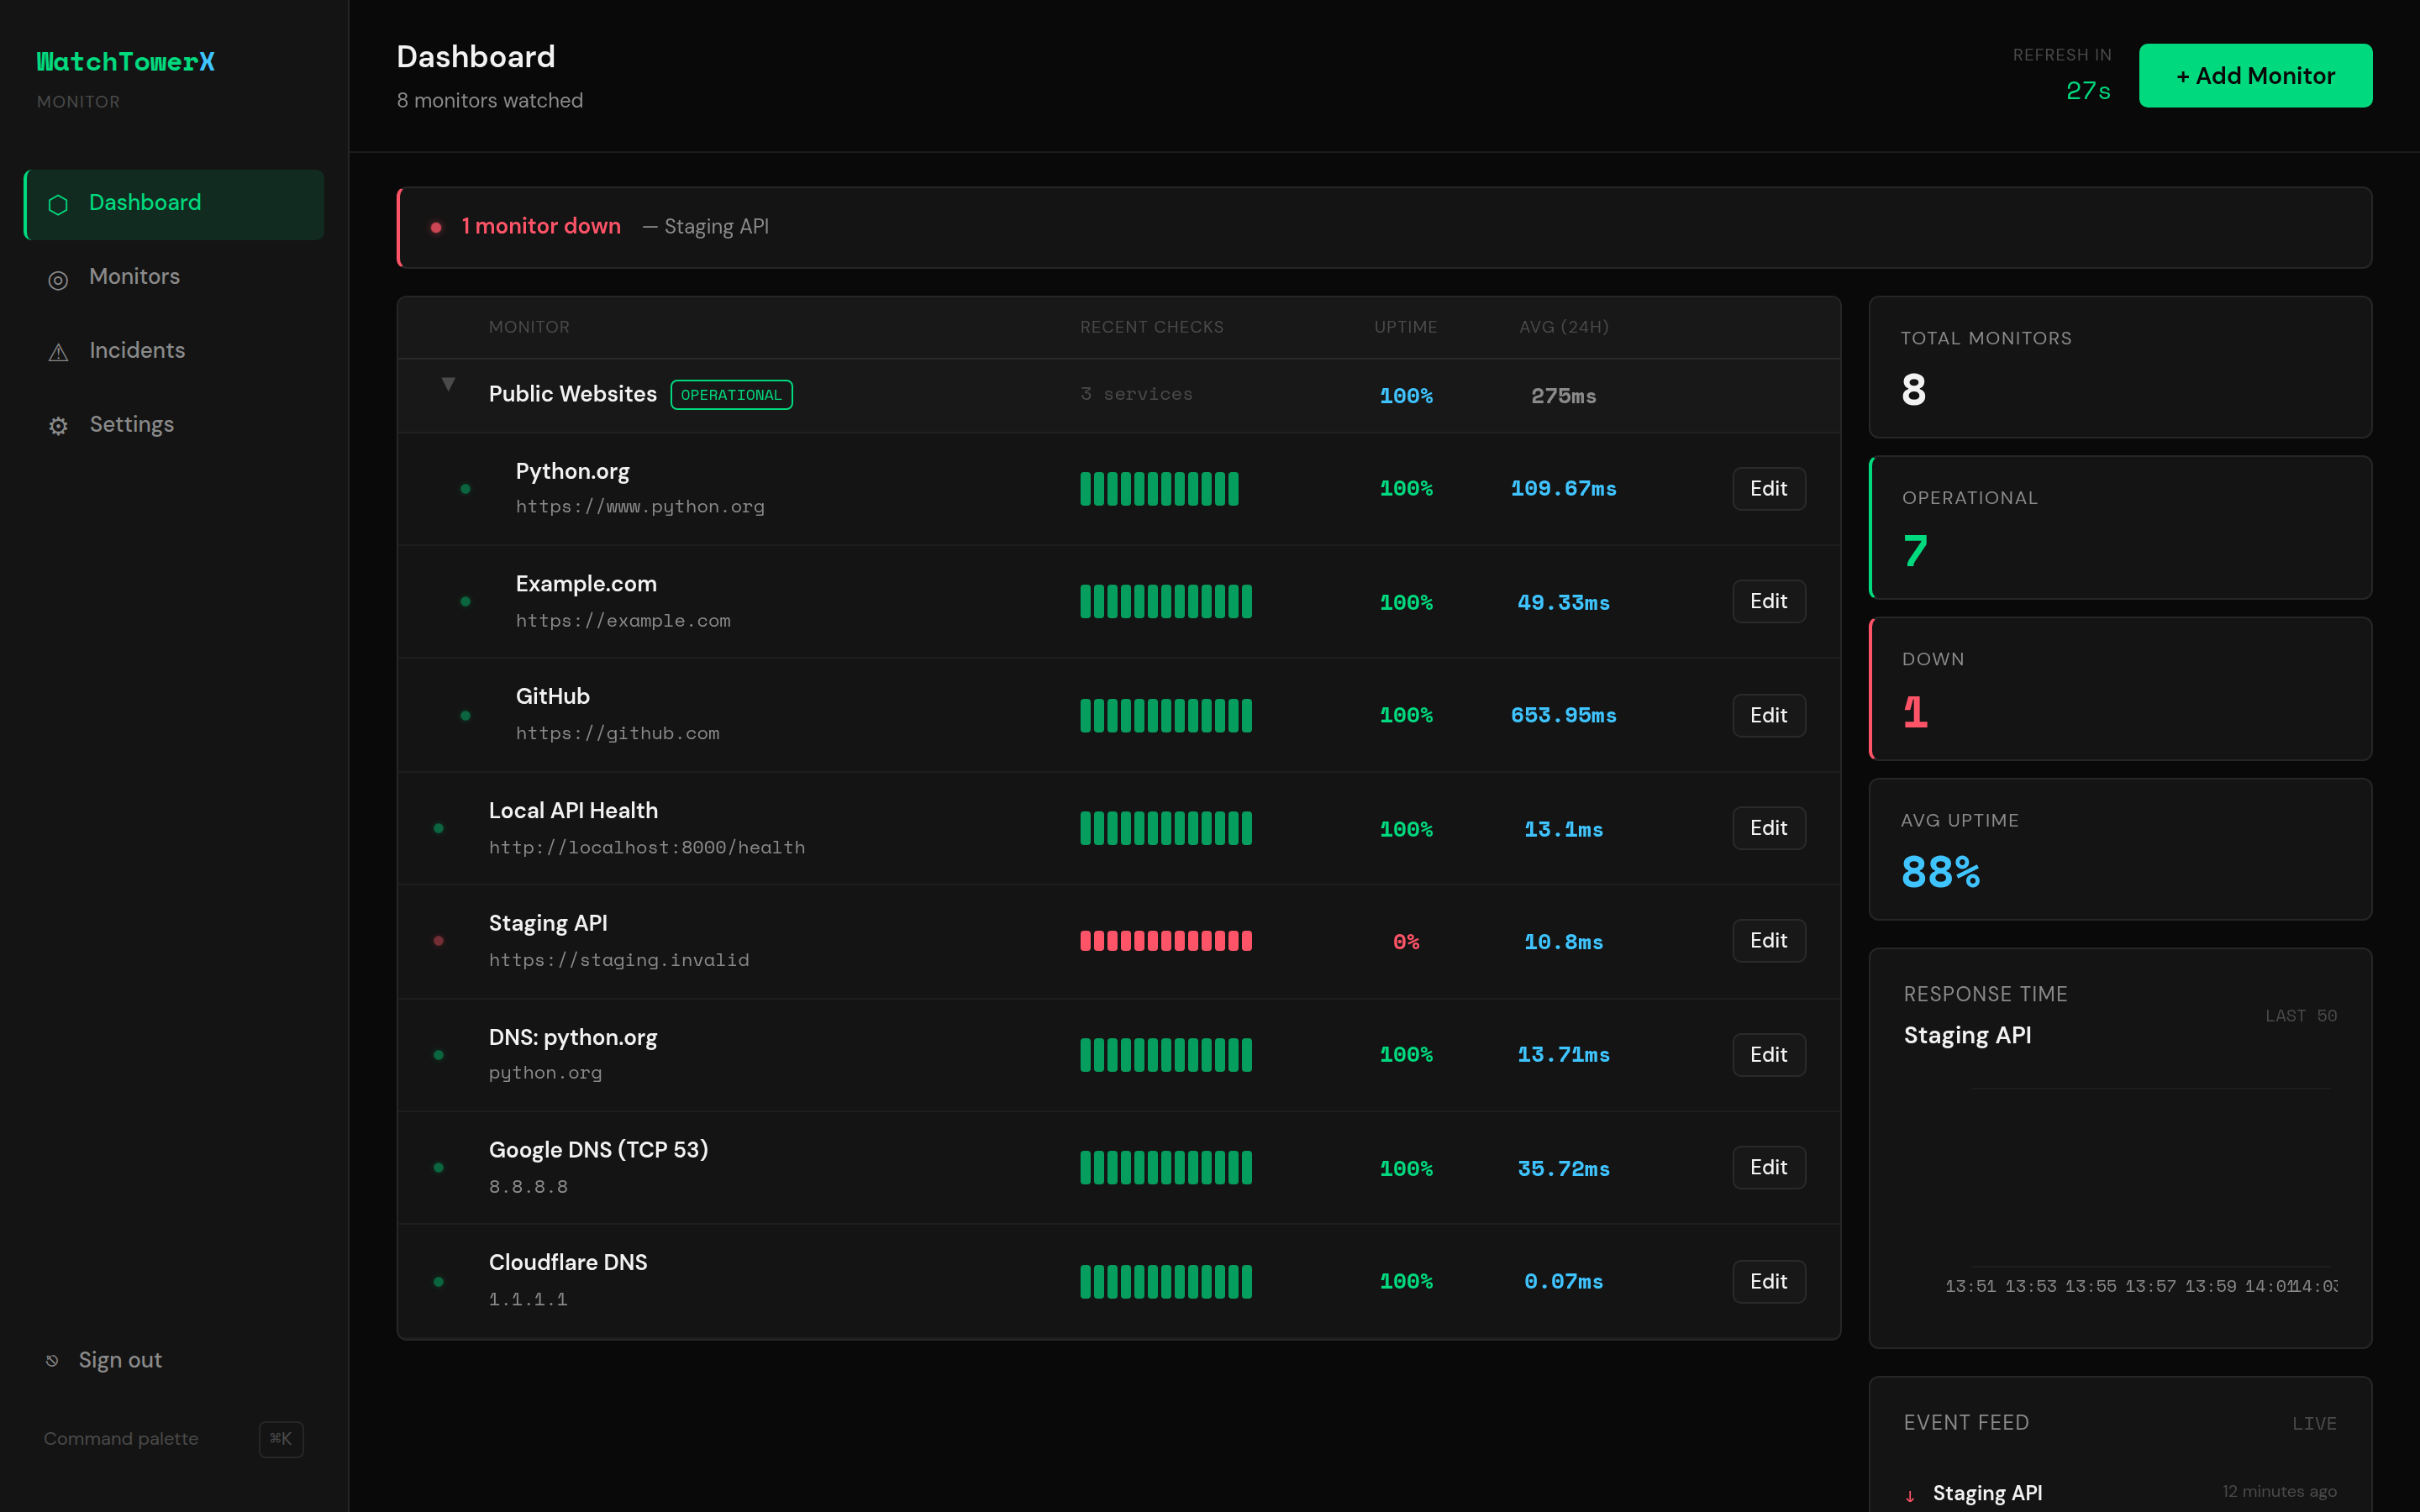 WatchTowerX
MONITOR
Dashboard
Monitors
Incidents
Settings
Sign out
Command palette ⌘K
Dashboard
8 monitors watched
REFRESH IN
27s
+ Add Monitor
1 monitor down — Staging API
MONITOR RECENT CHECKS UPTIME AVG (24H)
Public Websites OPERATIONAL 3 services 100% 275ms
Python.org
https://www.python.org
100% 109.67ms Edit
Example.com
https://example.com
100% 49.33ms Edit
GitHub
https://github.com
100% 653.95ms Edit
Local API Health
http://localhost:8000/health
100% 13.1ms Edit
Staging API
https://staging.invalid
0% 10.8ms Edit
DNS: python.org
python.org
100% 13.71ms Edit
Google DNS (TCP 53)
8.8.8.8
100% 35.72ms Edit
Cloudflare DNS
1.1.1.1
100% 0.07ms Edit
TOTAL MONITORS
8
OPERATIONAL
7
DOWN
1
AVG UPTIME
88%
RESPONSE TIME
Staging API
LAST 50
13:51 13:53 13:55 13:57 13:59 14:01
EVENT FEED LIVE
↓ Staging API 12 minutes ago